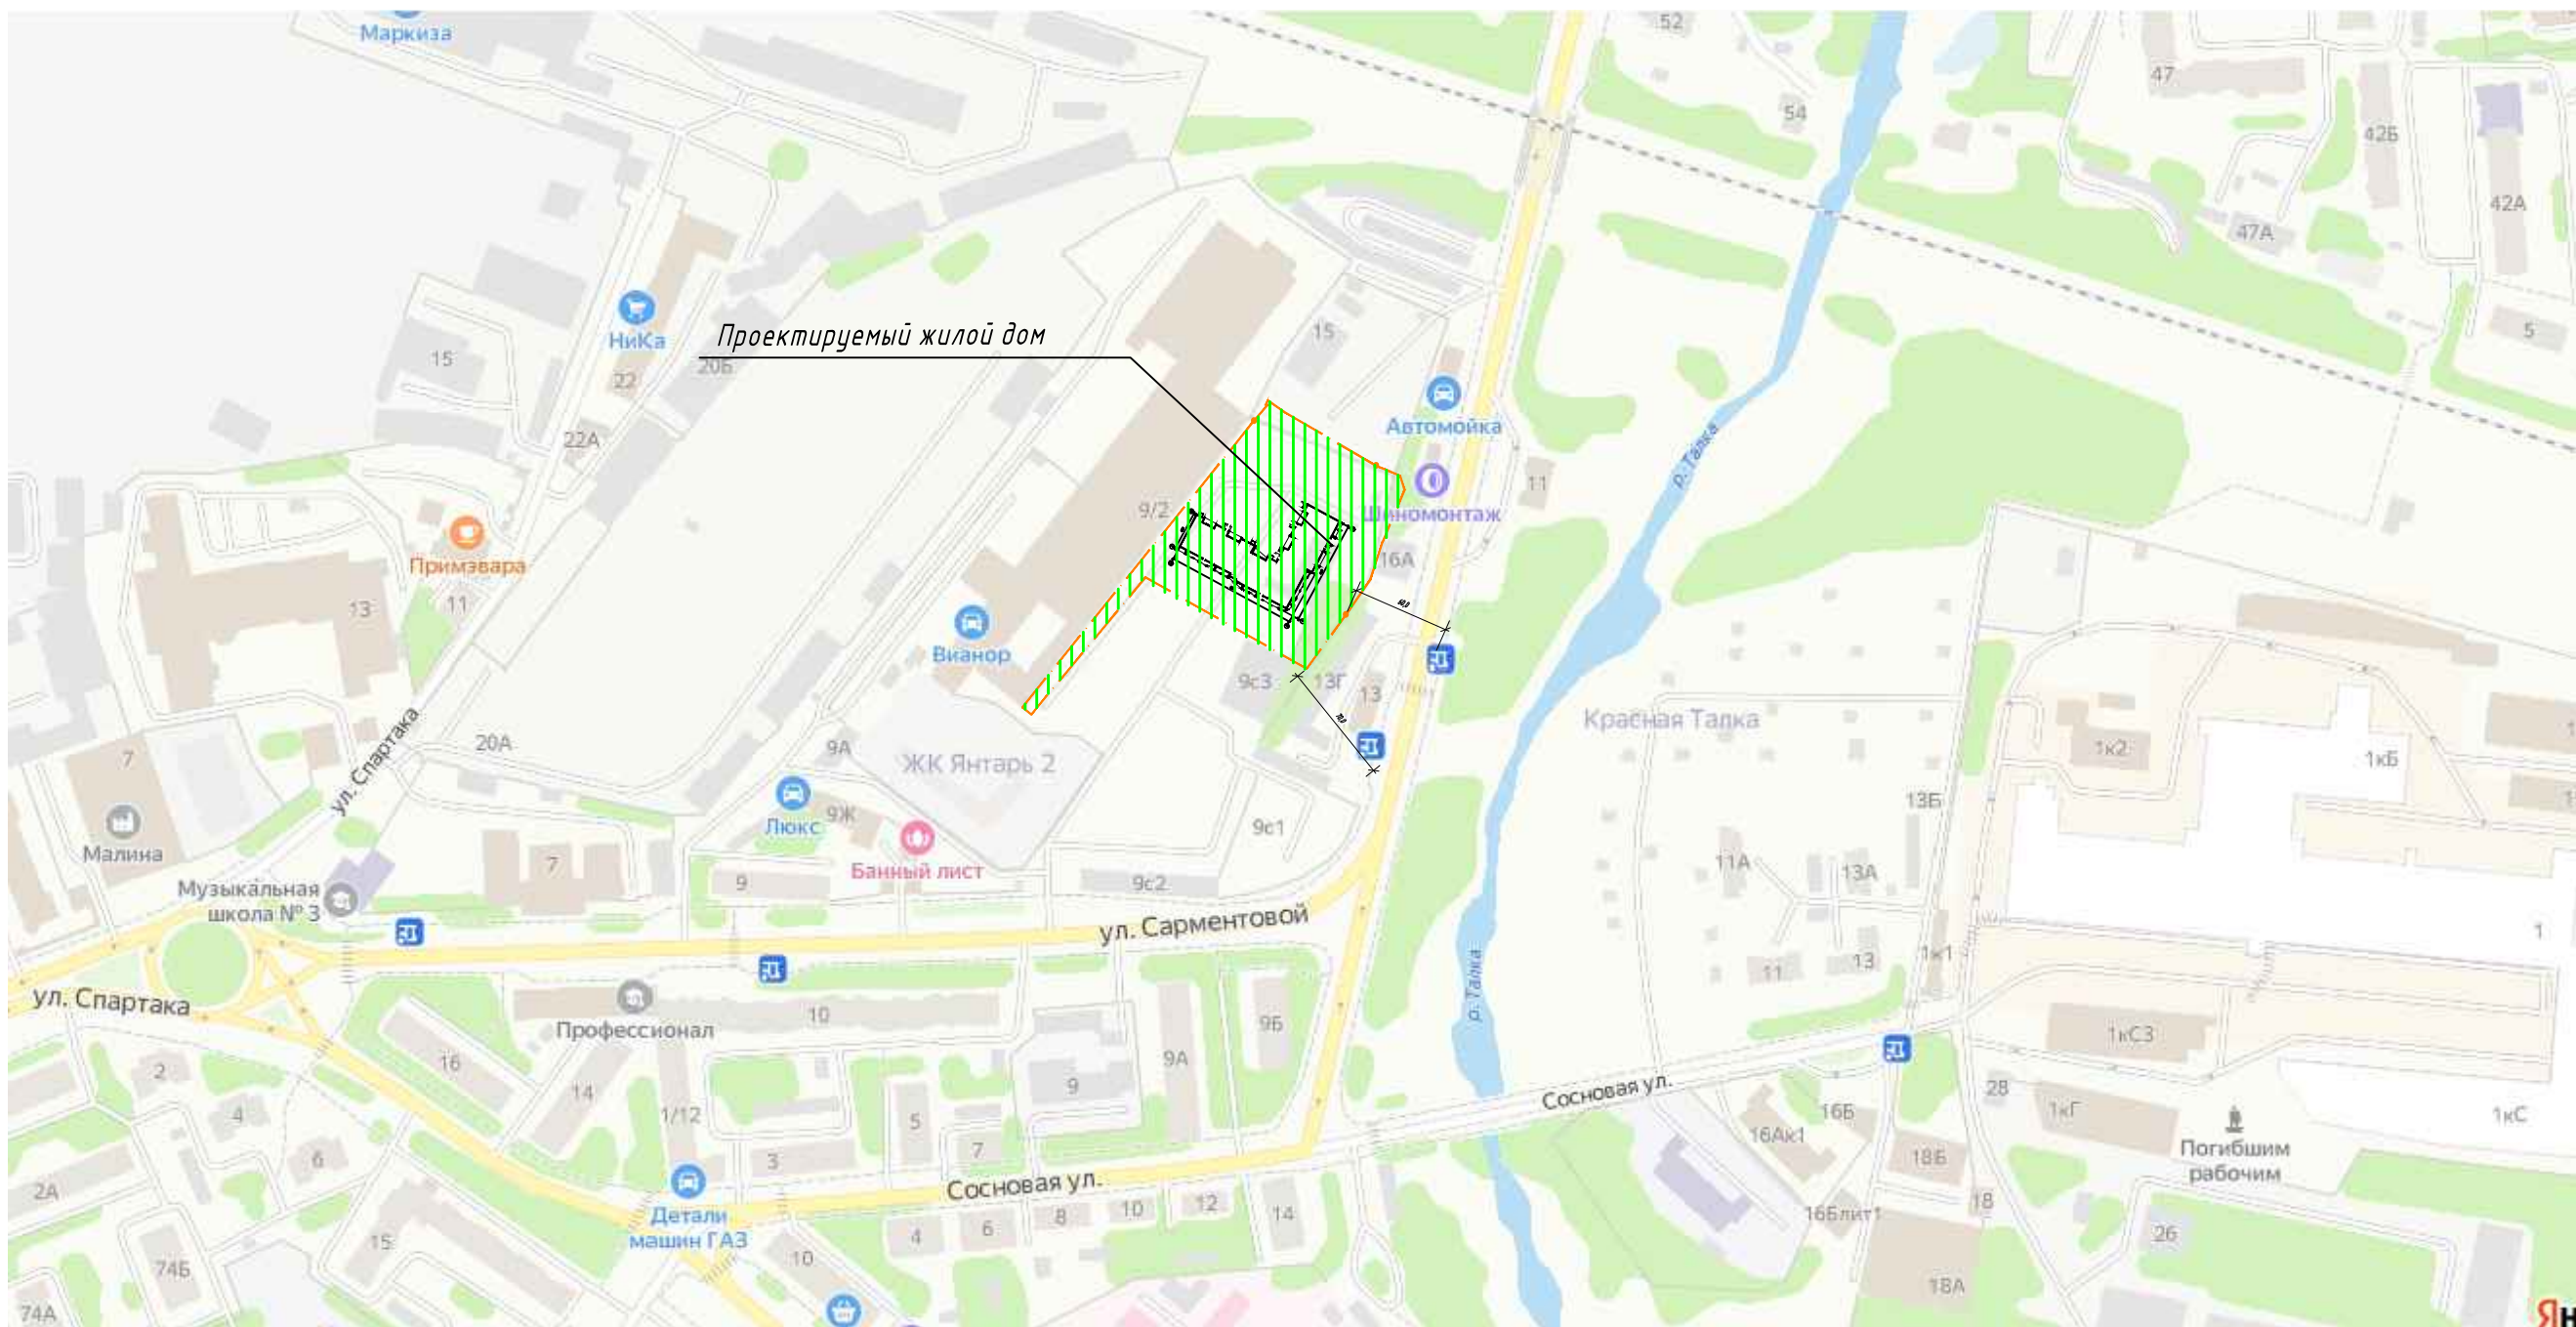 Маркиза
52
47
54
42Б
42А
47А
5
НиКа
15
22
20Б
22А
Проектируемый жилой дом
15
Автомойка
Шиномонтаж
11
9/2
16А
р. Талка
Примэвара
11
13
Вианор
9с3
13Г
13
60,0
70,0
Красная Талка
1к2
1кБ
ул. Спартака
20А
7
Малина
9А
ЖК Янтарь 2
Люкс
9Ж
Банный лист
9с1
13Б
11А
13А
Музыкальная
школа № 3
7
9
9с2
ул. Сарментовой
11
13
1к1
1
ул. Спартака
Профессионал
10
9Б
9А
р. Талка
1кС3
16
14
1/12
2
4
6
2А
5
9
7
3
Сосновая ул.
Сосновая ул.
16Б
16Ак1
28
1кГ
1кС
Погибшим
рабочим
18Б
18
16Блит1
26
18А
Детали
машин ГАЗ
4
6
8
10
12
14
15
10
74Б
74А
Ян